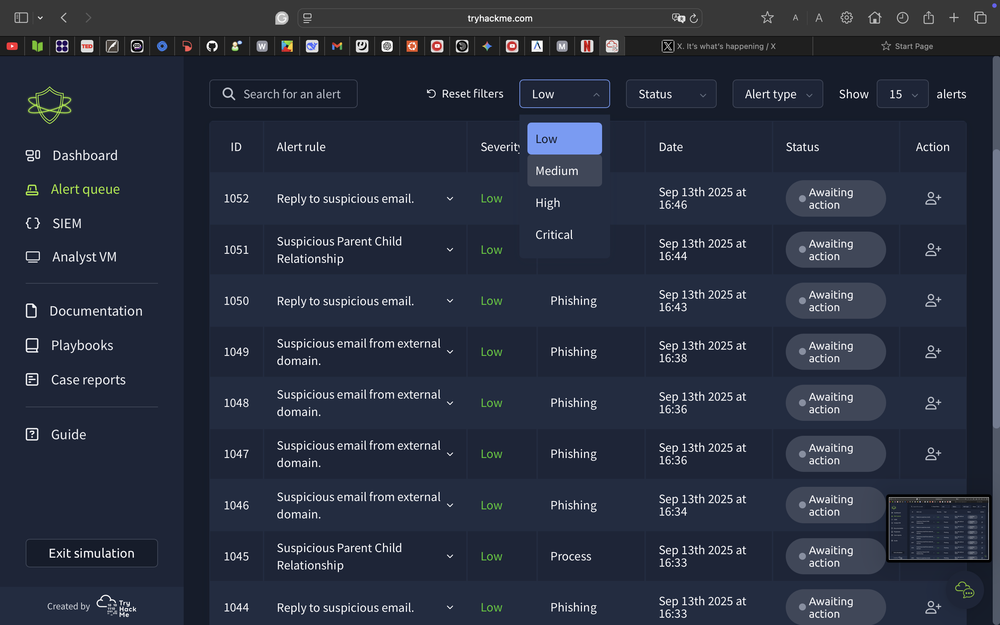 tryhackme.com
A
A
TED
W
M
X. It’s what’s happening / X
Start Page
Search for an alert
Reset filters
Low
Status
Alert type
Show
15
alerts
Low
Medium
High
Critical
Dashboard
Alert queue
SIEM
Analyst VM
Documentation
Playbooks
Case reports
Guide
Exit simulation
Created by
Try
Hack
Me
ID
Alert rule
Severity
Date
Status
Action
1052
Reply to suspicious email.
Low
Sep 13th 2025 at
16:46
Awaiting
action
1051
Suspicious Parent Child
Relationship
Low
Sep 13th 2025 at
16:44
Awaiting
action
1050
Reply to suspicious email.
Low
Phishing
Sep 13th 2025 at
16:43
Awaiting
action
1049
Suspicious email from external
domain.
Low
Phishing
Sep 13th 2025 at
16:38
Awaiting
action
1048
Suspicious email from external
domain.
Low
Phishing
Sep 13th 2025 at
16:36
Awaiting
action
1047
Suspicious email from external
domain.
Low
Phishing
Sep 13th 2025 at
16:36
Awaiting
action
1046
Suspicious email from external
domain.
Low
Phishing
Sep 13th 2025 at
16:34
Awaiting
action
1045
Suspicious Parent Child
Relationship
Low
Process
Sep 13th 2025 at
16:33
Awaiting
action
1044
Reply to suspicious email.
Low
Phishing
Sep 13th 2025 at
16:33
Awaiting
action